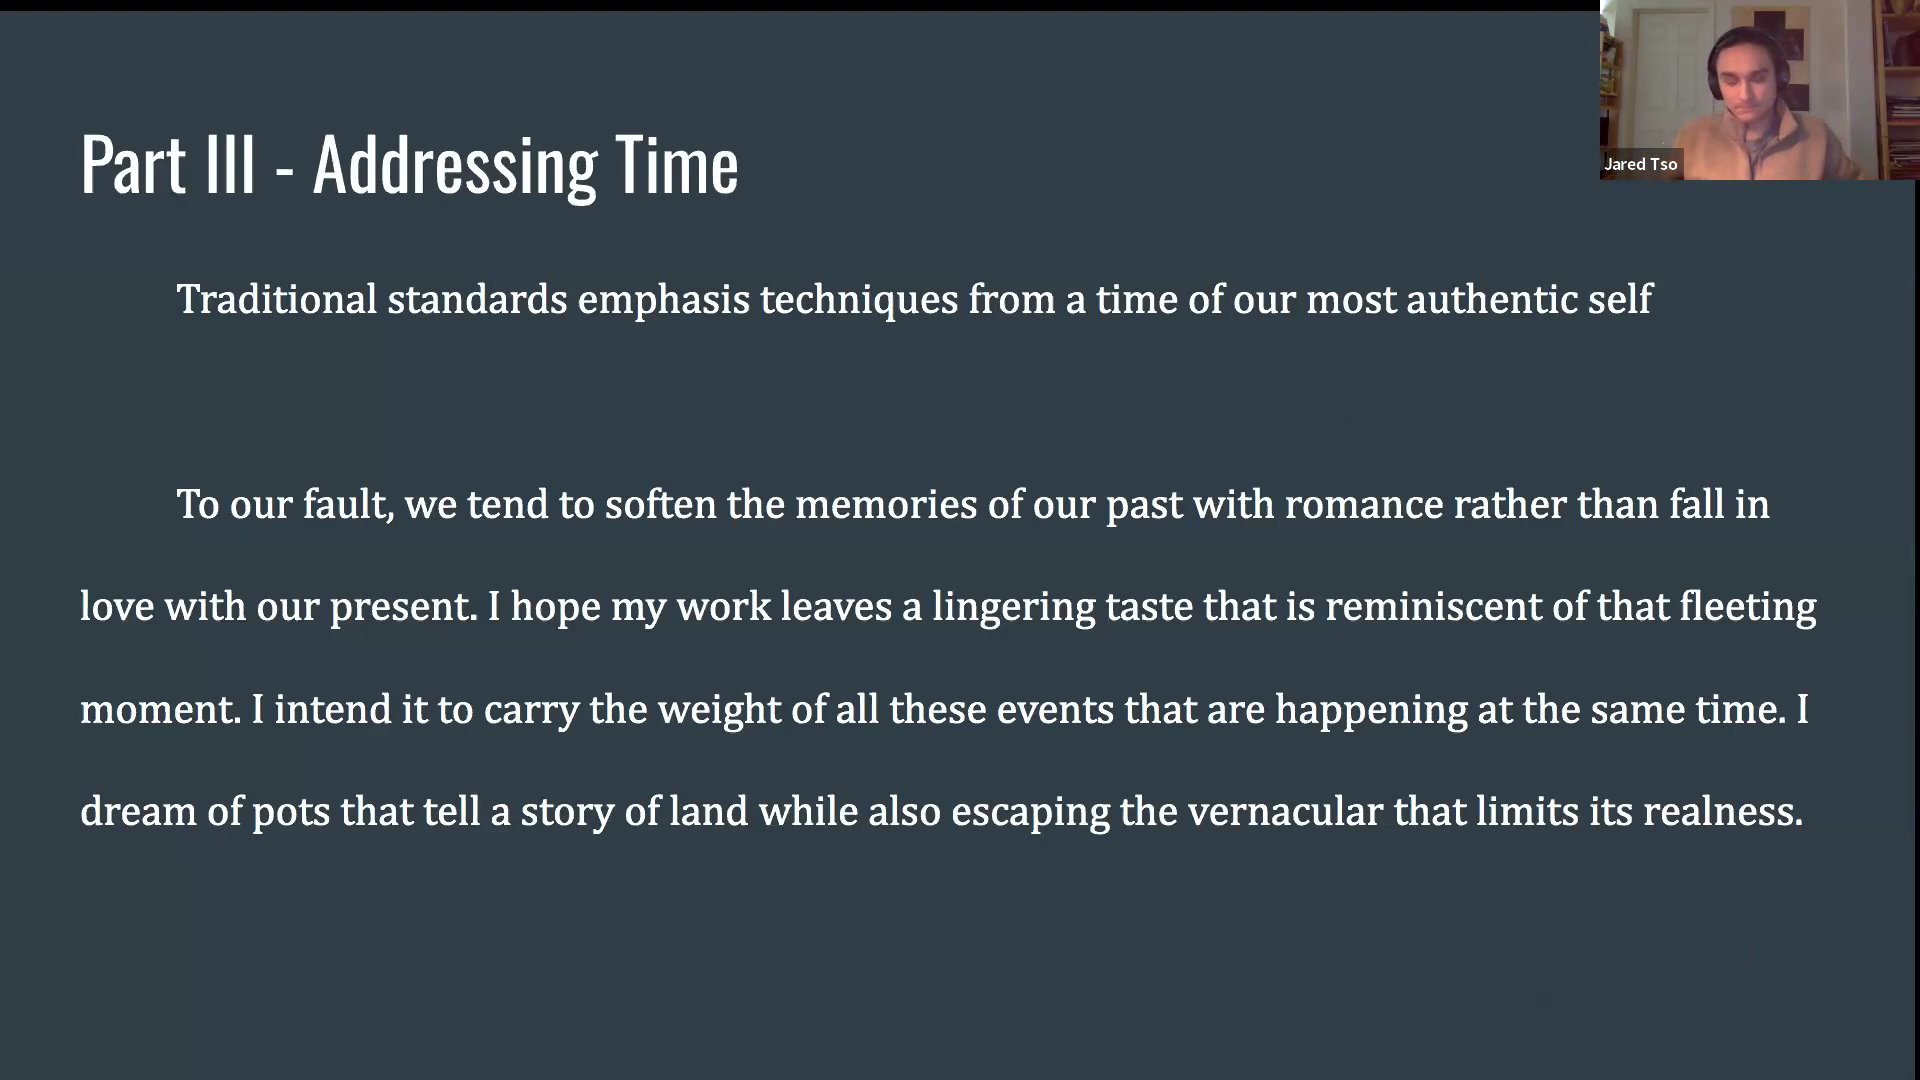 Part III - Addressing Time
Jared Tso
Traditional standards emphasis techniques from a time of our most authentic self
To our fault, we tend to soften the memories of our past with romance rather than fall in
love with our present. I hope my work leaves a lingering taste that is reminiscent of that fleeting
moment. I intend it to carry the weight of all these events that are happening at the same time. I
dream of pots that tell a story of land while also escaping the vernacular that limits its realness.